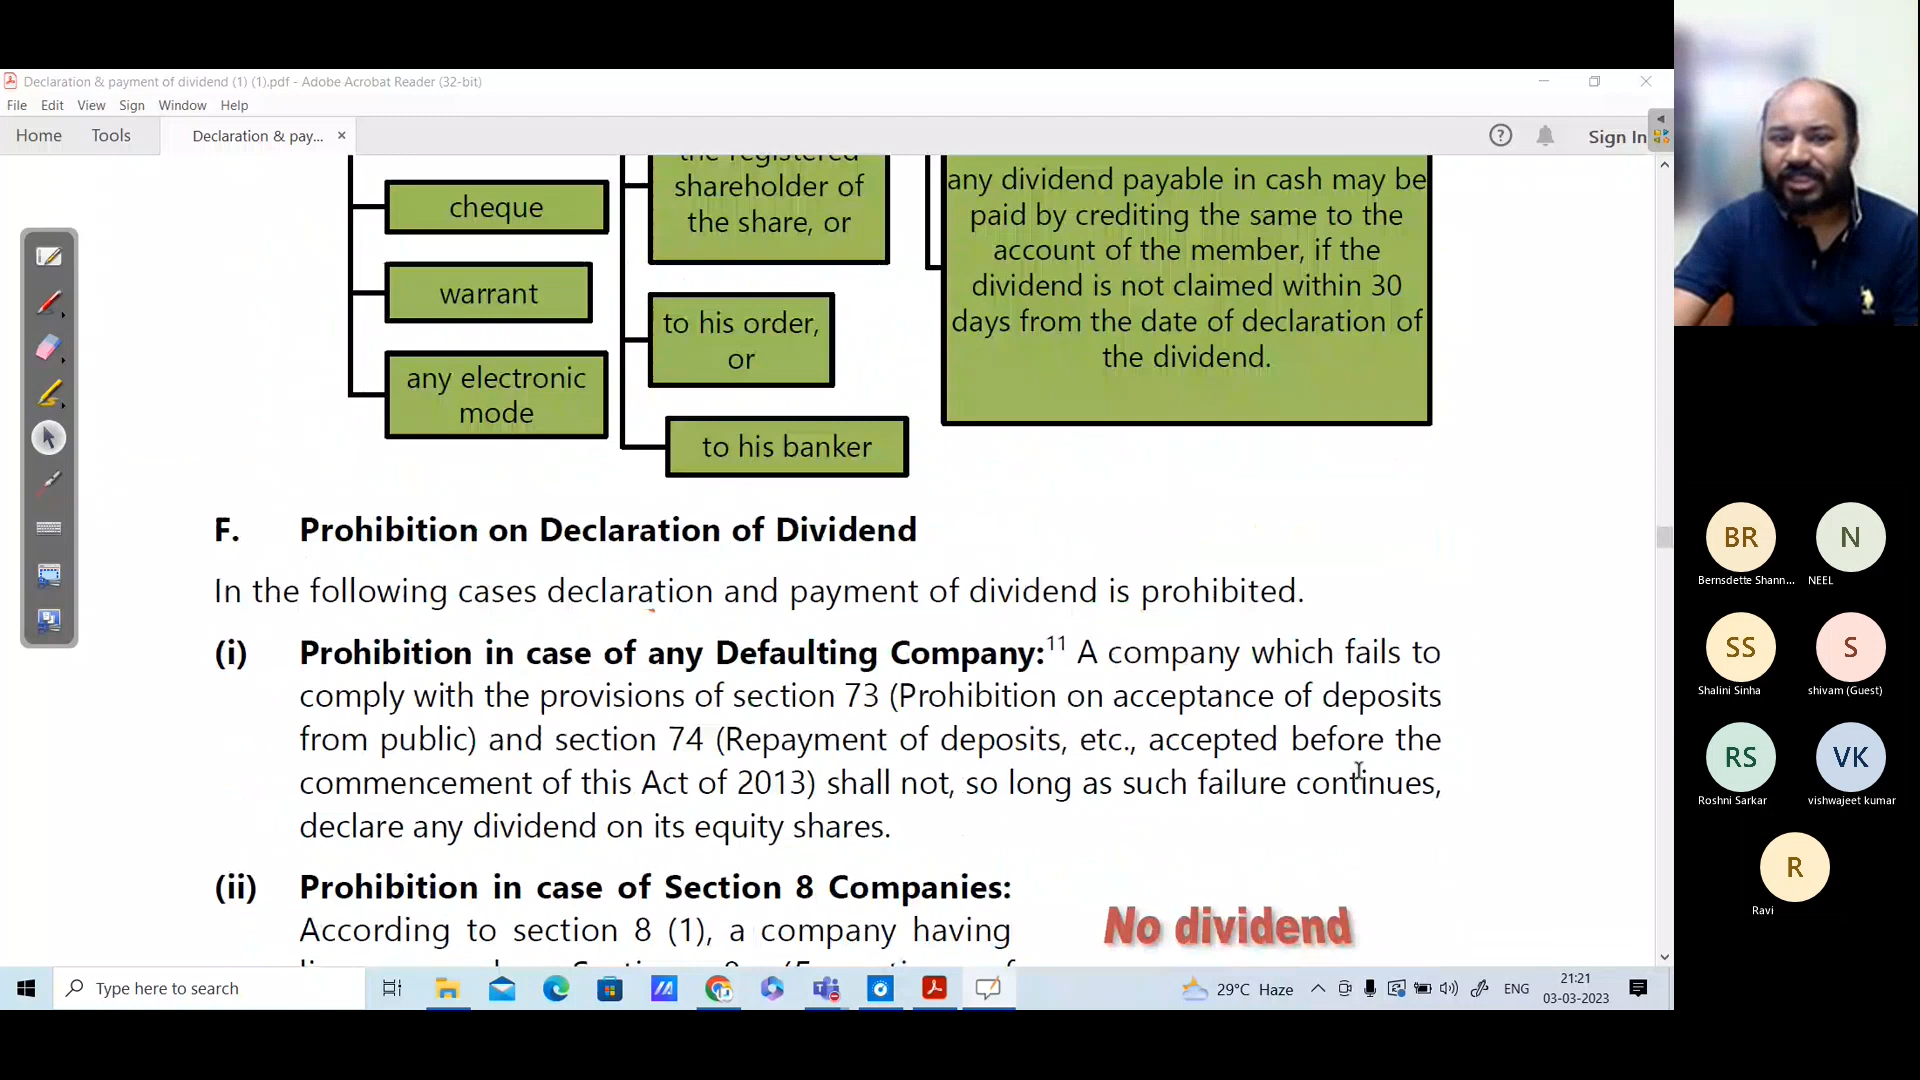 Declaration & payment of dividend (1) (1).pdf - Adobe Acrobat Reader (32-bit)
File Edit View Sign Window Help
Home Tools Declaration & pay... × Sign In
cheque
warrant
any electronic
mode
the registered
shareholder of
the share, or
to his order,
or
to his banker
any dividend payable in cash may be
paid by crediting the same to the
account of the member, if the
dividend is not claimed within 30
days from the date of declaration of
the dividend.
F. Prohibition on Declaration of Dividend
In the following cases declaration and payment of dividend is prohibited.
(i) Prohibition in case of any Defaulting Company:11 A company which fails to
comply with the provisions of section 73 (Prohibition on acceptance of deposits
from public) and section 74 (Repayment of deposits, etc., accepted before the
commencement of this Act of 2013) shall not, so long as such failure continues,
declare any dividend on its equity shares.
(ii) Prohibition in case of Section 8 Companies:
According to section 8 (1), a company having
No dividend
Type here to search
29°C Haze
ENG
21:21
03-03-2023
BR
Bernsdette Shann...
N
NEEL
SS
Shalini Sinha
S
shivam (Guest)
RS
Roshni Sarkar
VK
vishwajeet kumar
R
Ravi